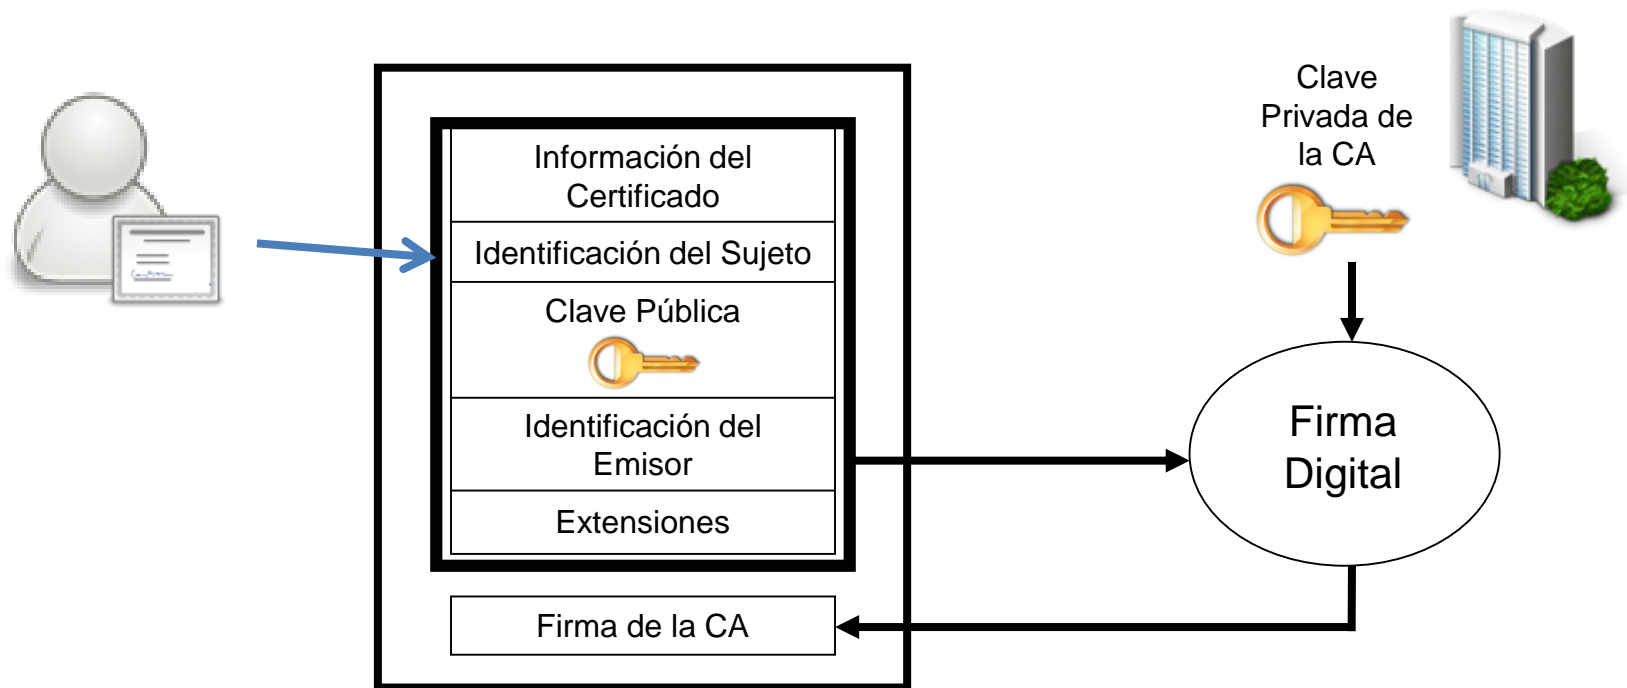 Información del
Certificado
Identificación del Sujeto
Clave Pública
Identificación del
Emisor
Extensiones
Firma de la CA
Clave
Privada de
la CA
Firma
Digital